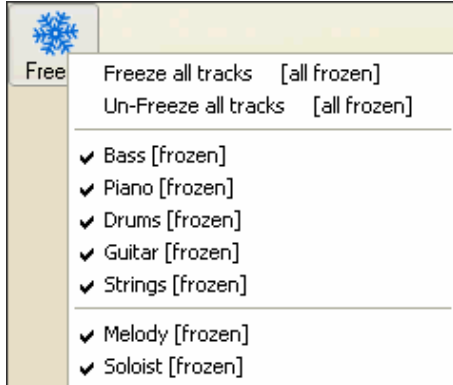 Free
Freeze all tracks [all frozen]
Un-Freeze all tracks [all frozen]
Bass [frozen]
Piano [frozen]
Drums [frozen]
Guitar [frozen]
Strings [frozen]
Melody [frozen]
Soloist [frozen]